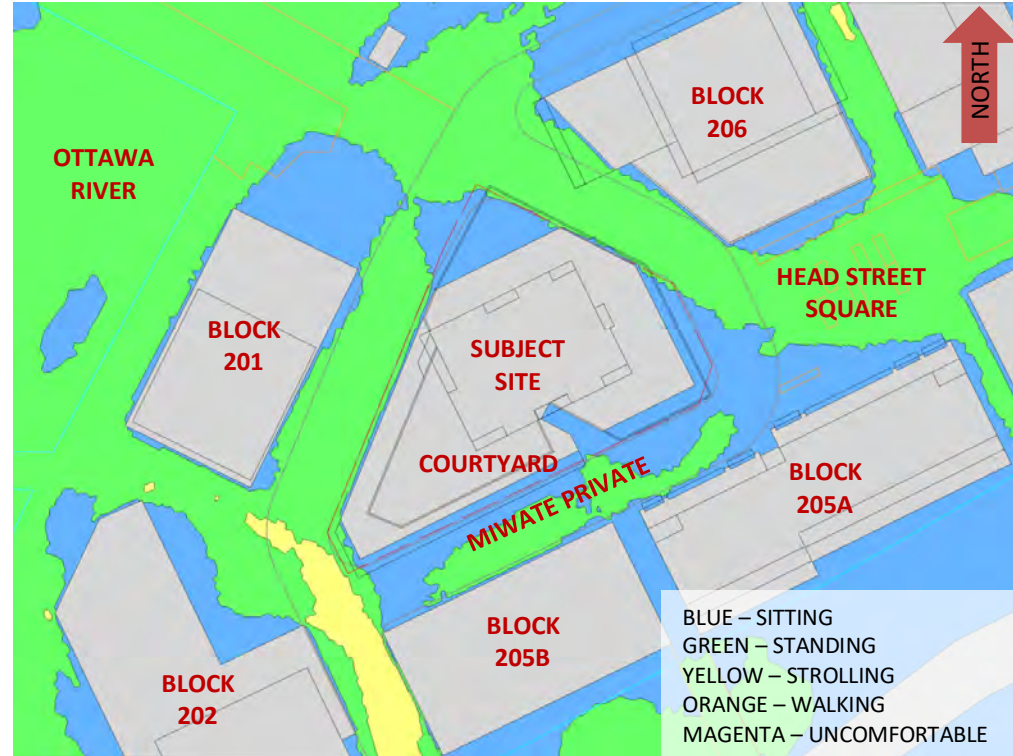 NORTH
BLOCK
206
OTTAWA
RIVER
HEAD STREET
SQUARE
BLOCK
201
SUBJECT
SITE
COURTYARD
MIWATE PRIVATE
BLOCK
205A
BLOCK
205B
BLOCK
202
BLUE – SITTING
GREEN – STANDING
YELLOW – STROLLING
ORANGE – WALKING
MAGENTA – UNCOMFORTABLE